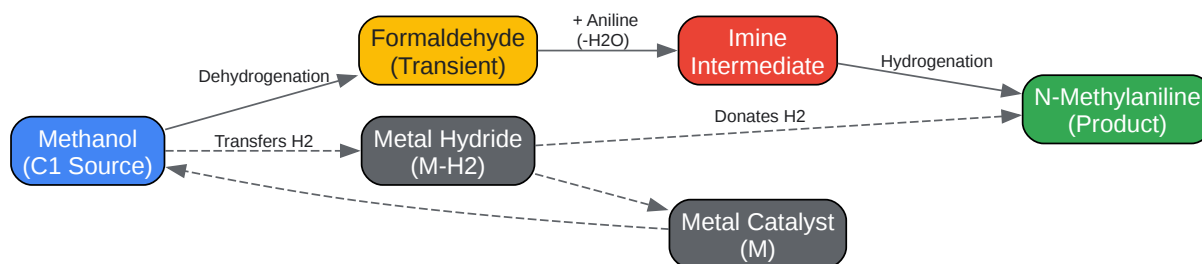 Methanol
(C1 Source)
Dehydrogenation
Transfers H2
Formaldehyde
(Transient)
Metal Hydride
(M-H2)
+ Aniline
(-H2O)
Imine
Intermediate
Hydrogenation
Donates H2
N-Methylaniline
(Product)
Metal Catalyst
(M)